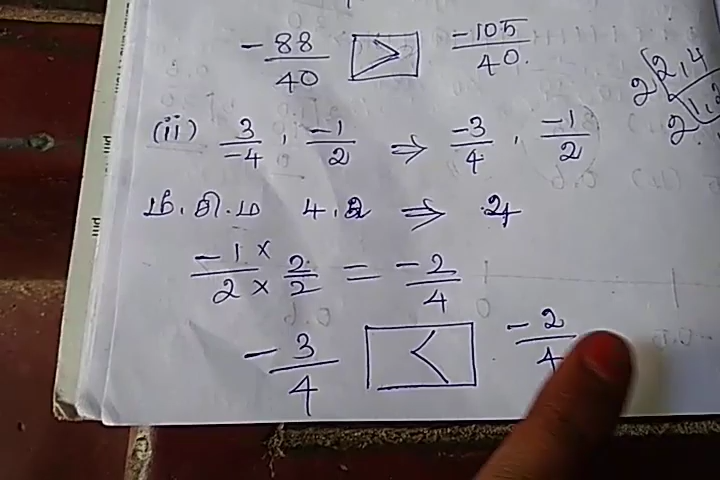 -88/40 > -105/40
(ii) 3/-4 , -1/2 ⇒ -3/4 , -1/2
மீ.சி.ம 4,2 ⇒ 4
-1/2 × 2/2 = -2/4
-3/4 < -2/4